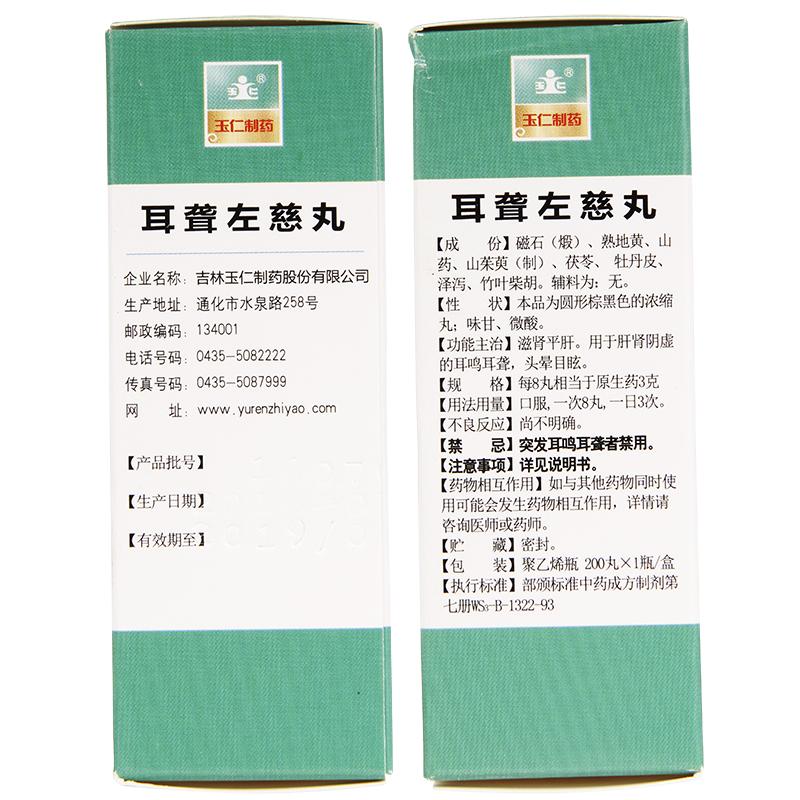 玉仁®
玉仁制药
耳聋左慈丸
企业名称：吉林玉仁制药股份有限公司
生产地址：通化市水泉路258号
邮政编码：134001
电话号码：0435-5082222
传真号码：0435-5087999
网　　址：www.yurenzhiyao.com
【产品批号】
【生产日期】
【有效期至】
玉仁®
玉仁制药
耳聋左慈丸
【成　份】磁石（煅）、熟地黄、山
药、山茱萸（制）、茯苓、牡丹皮、
泽泻、竹叶柴胡。辅料为：无。
【性　状】本品为圆形棕黑色的浓缩
丸；味甘、微酸。
【功能主治】滋肾平肝。用于肝肾阴虚
的耳鸣耳聋，头晕目眩。
【规　格】每8丸相当于原生药3克
【用法用量】口服,一次8丸,一日3次。
【不良反应】尚不明确。
【禁　忌】突发耳鸣耳聋者禁用。
【注意事项】详见说明书。
【药物相互作用】如与其他药物同时使
用可能会发生药物相互作用，详情请
咨询医师或药师。
【贮　藏】密封。
【包　装】聚乙烯瓶 200丸×1瓶/盒
【执行标准】部颁标准中药成方制剂第
七册WS₃-B-1322-93